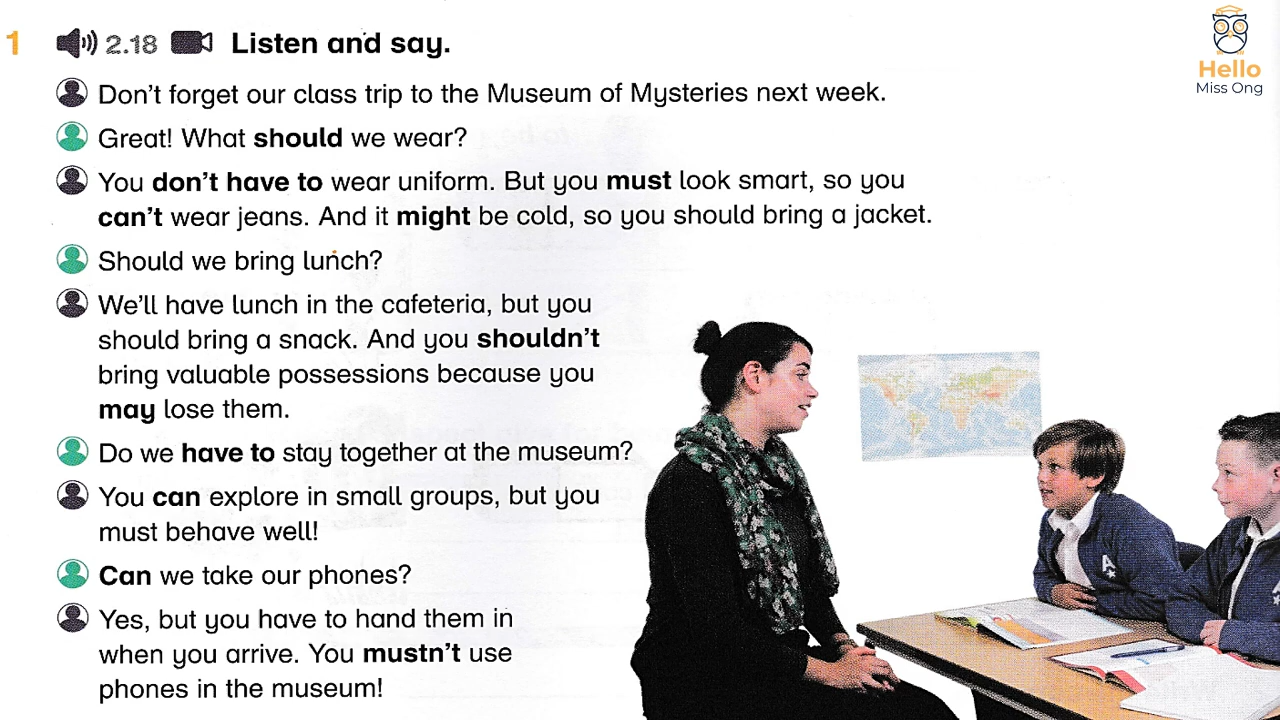 1 2.18 Listen and say.
Hello
Miss Ong
Don't forget our class trip to the Museum of Mysteries next week.
Great! What should we wear?
You don't have to wear uniform. But you must look smart, so you
can't wear jeans. And it might be cold, so you should bring a jacket.
Should we bring lunch?
We'll have lunch in the cafeteria, but you
should bring a snack. And you shouldn't
bring valuable possessions because you
may lose them.
Do we have to stay together at the museum?
You can explore in small groups, but you
must behave well!
Can we take our phones?
Yes, but you have to hand them in
when you arrive. You mustn't use
phones in the museum!